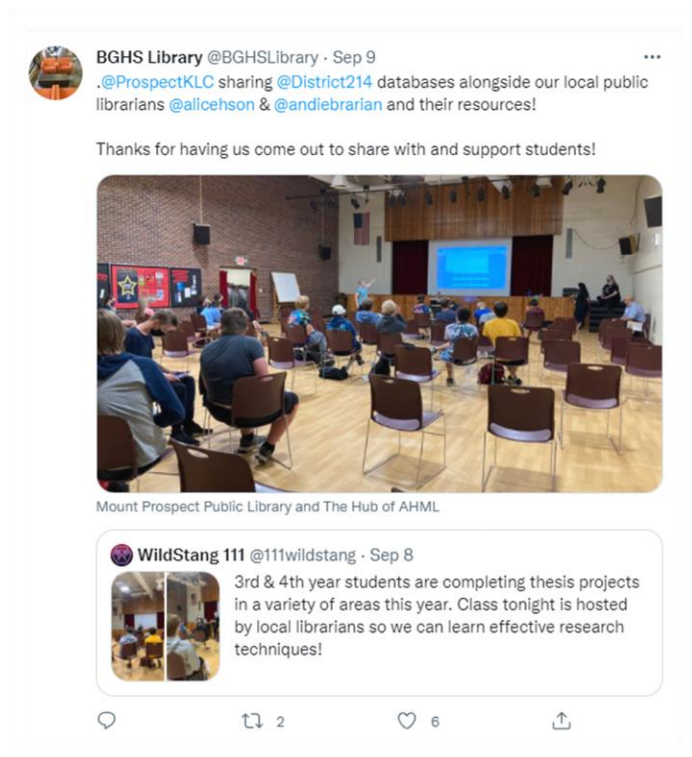 BGHS Library @BGHSLibrary · Sep 9
.@ProspectKLC sharing @District214 databases alongside our local public
librarians @alicehson & @andiebrarian and their resources!
Thanks for having us come out to share with and support students!
Mount Prospect Public Library and The Hub of AHML
WildStang 111 @111wildstang · Sep 8
3rd & 4th year students are completing thesis projects
in a variety of areas this year. Class tonight is hosted
by local librarians so we can learn effective research
techniques!
2
6